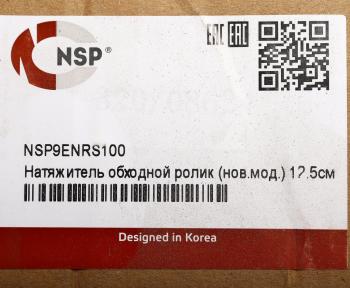 NSP®
EAC EAC
NSP9ENRS100
Натяжитель обходной ролик (нов.мод.) 12.5см
Designed in Korea